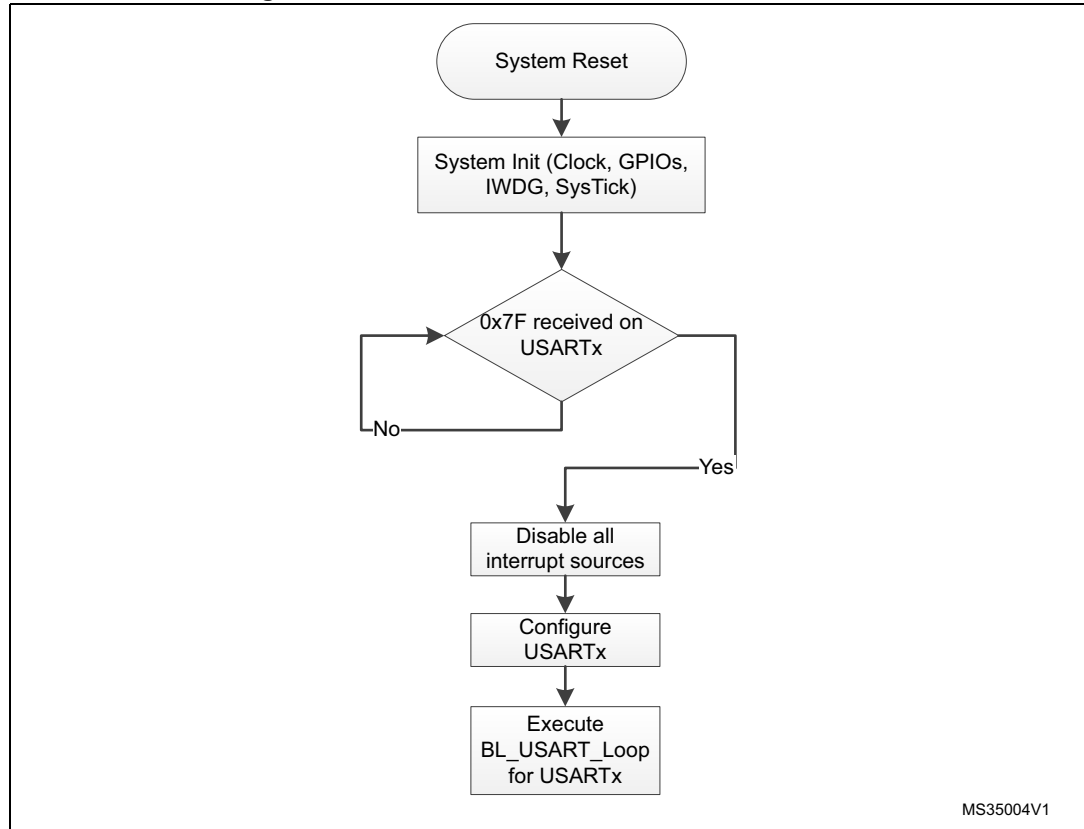 System Reset
System Init (Clock, GPIOs,
IWDG, SysTick)
0x7F received on
USARTx
No
Yes
Disable all
interrupt sources
Configure
USARTx
Execute
BL_USART_Loop
for USARTx
MS35004V1